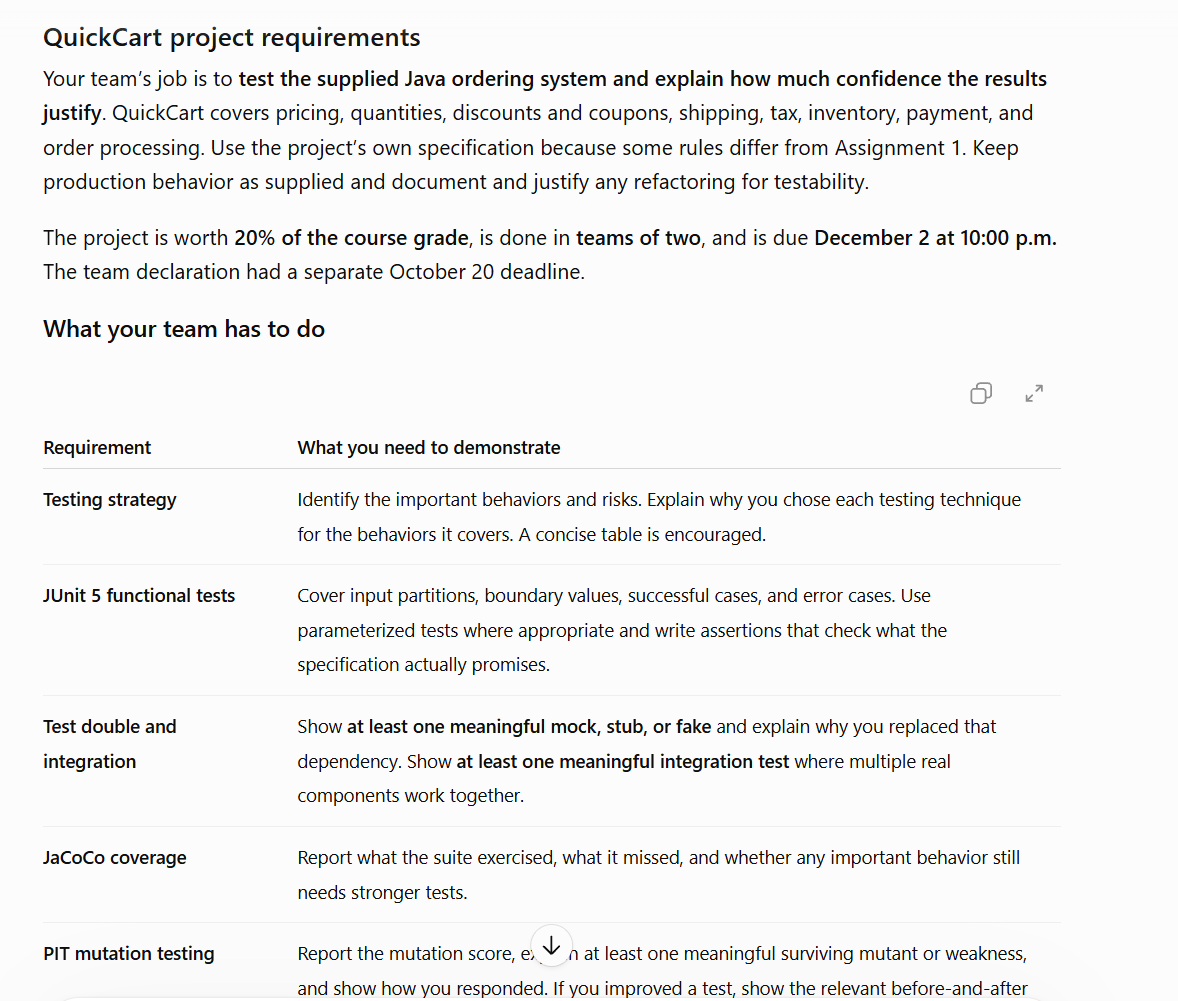 QuickCart project requirements
Your team’s job is to test the supplied Java ordering system and explain how much confidence the results
justify. QuickCart covers pricing, quantities, discounts and coupons, shipping, tax, inventory, payment, and
order processing. Use the project’s own specification because some rules differ from Assignment 1. Keep
production behavior as supplied and document and justify any refactoring for testability.
The project is worth 20% of the course grade, is done in teams of two, and is due December 2 at 10:00 p.m.
The team declaration had a separate October 20 deadline.
What your team has to do
Requirement What you need to demonstrate
Testing strategy Identify the important behaviors and risks. Explain why you chose each testing technique
for the behaviors it covers. A concise table is encouraged.
JUnit 5 functional tests Cover input partitions, boundary values, successful cases, and error cases. Use
parameterized tests where appropriate and write assertions that check what the
specification actually promises.
Test double and Show at least one meaningful mock, stub, or fake and explain why you replaced that
integration dependency. Show at least one meaningful integration test where multiple real
components work together.
JaCoCo coverage Report what the suite exercised, what it missed, and whether any important behavior still
needs stronger tests.
PIT mutation testing Report the mutation score, at least one meaningful surviving mutant or weakness,
and show how you responded. If you improved a test, show the relevant before-and-after